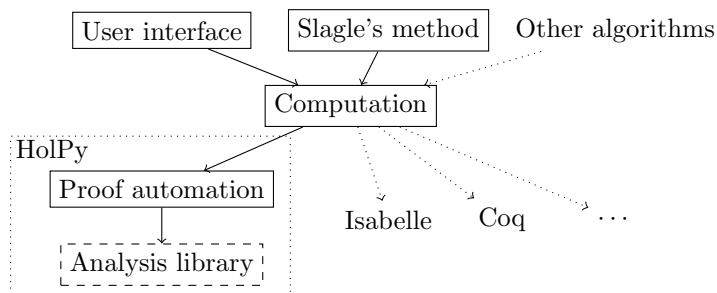 User interface
Slagle's method
Other algorithms
Computation
HolPy
Proof automation
Isabelle
Coq
...
Analysis library